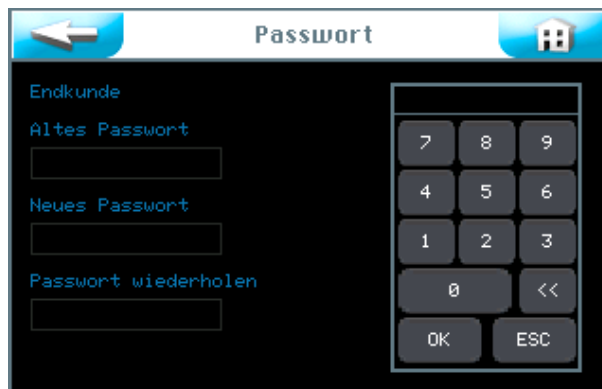 Passwort
Endkunde
Altes Passwort
Neues Passwort
Passwort wiederholen
7 8 9
4 5 6
1 2 3
0 <<
OK ESC